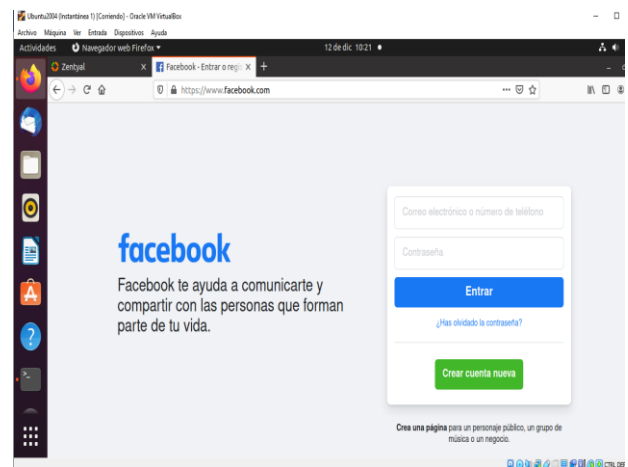 Ubuntu2004 (Instantánea 1) [Corriendo] - Oracle VM VirtualBox
Archivo Máquina Ver Entrada Dispositivos Ayuda
Actividades Navegador web Firefox 12 de dic 10:21
Zentyal Facebook - Entrar o regis
https://www.facebook.com
Correo electrónico o número de teléfono
facebook
Contraseña
Facebook te ayuda a comunicarte y
compartir con las personas que forman
parte de tu vida.
Entrar
¿Has olvidado la contraseña?
Crear cuenta nueva
Crea una página para un personaje público, un grupo de
música o un negocio.
CTRL DER